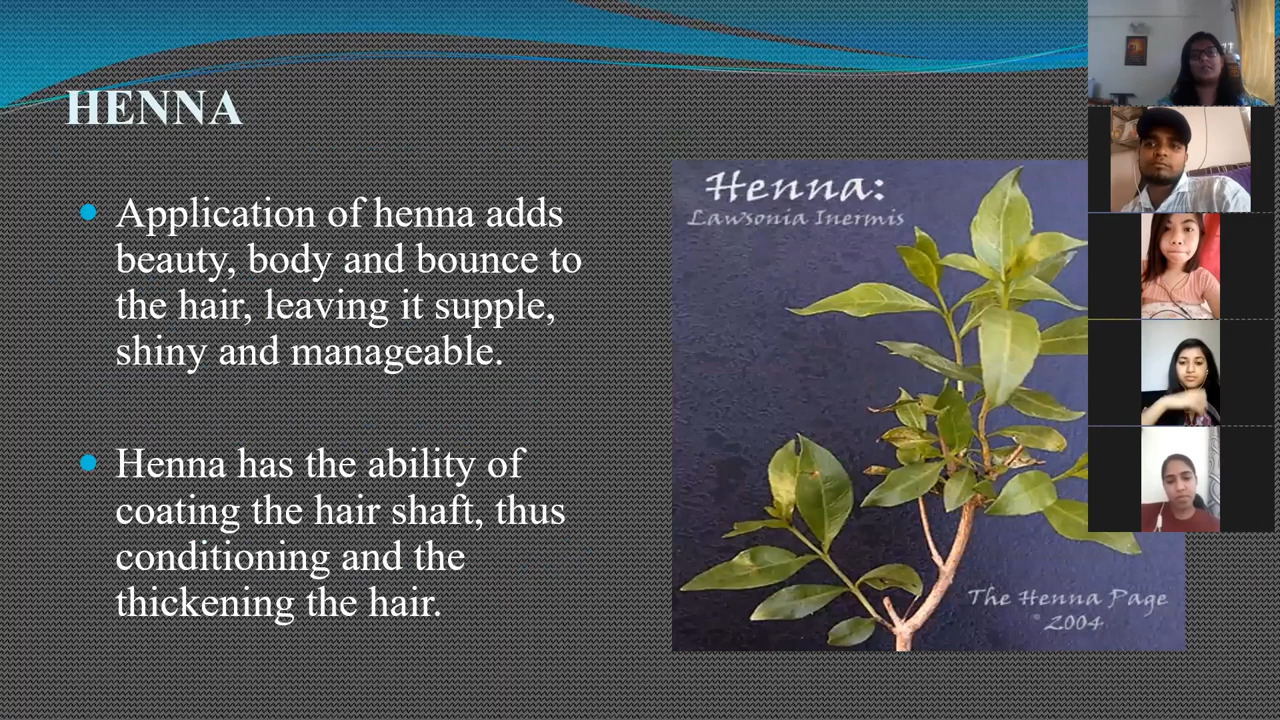 HENNA
Application of henna adds
beauty, body and bounce to
the hair, leaving it supple,
shiny and manageable.
Henna has the ability of
coating the hair shaft, thus
conditioning and the
thickening the hair.
Henna:
Lawsonia Inermis
The Henna Page
© 2004